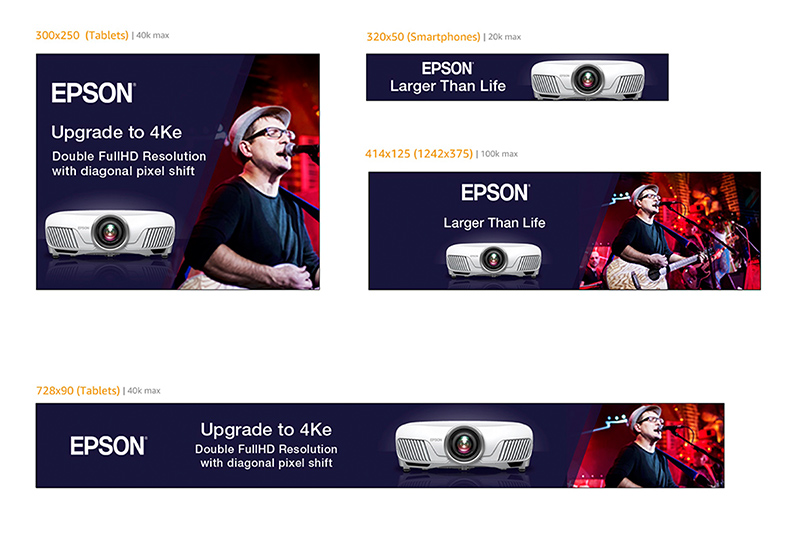 300x250 (Tablets) | 40k max
EPSON®
Upgrade to 4Ke
Double FullHD Resolution
with diagonal pixel shift
320x50 (Smartphones) | 20k max
EPSON®
Larger Than Life
414x125 (1242x375) | 100k max
EPSON®
Larger Than Life
728x90 (Tablets) | 40k max
EPSON®
Upgrade to 4Ke
Double FullHD Resolution
with diagonal pixel shift